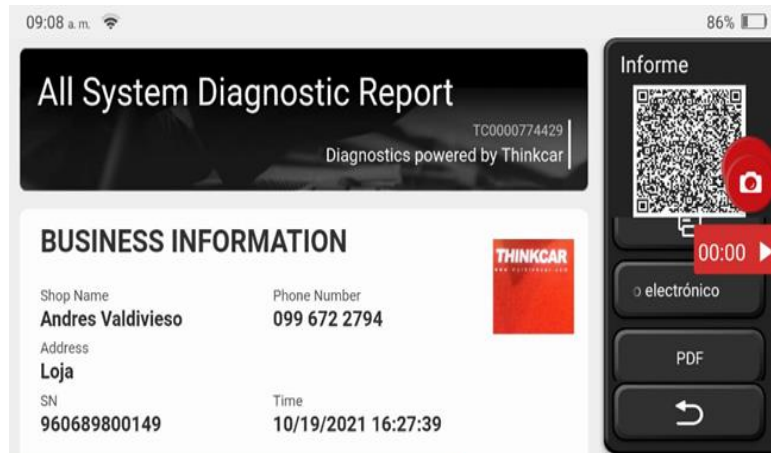 09:08 a. m.
86%
All System Diagnostic Report
TC0000774429
Diagnostics powered by Thinkcar
BUSINESS INFORMATION
THINKCAR
Shop Name
Andres Valdivieso
Phone Number
099 672 2794
Address
Loja
SN
960689800149
Time
10/19/2021 16:27:39
Informe
00:00
o electrónico
PDF